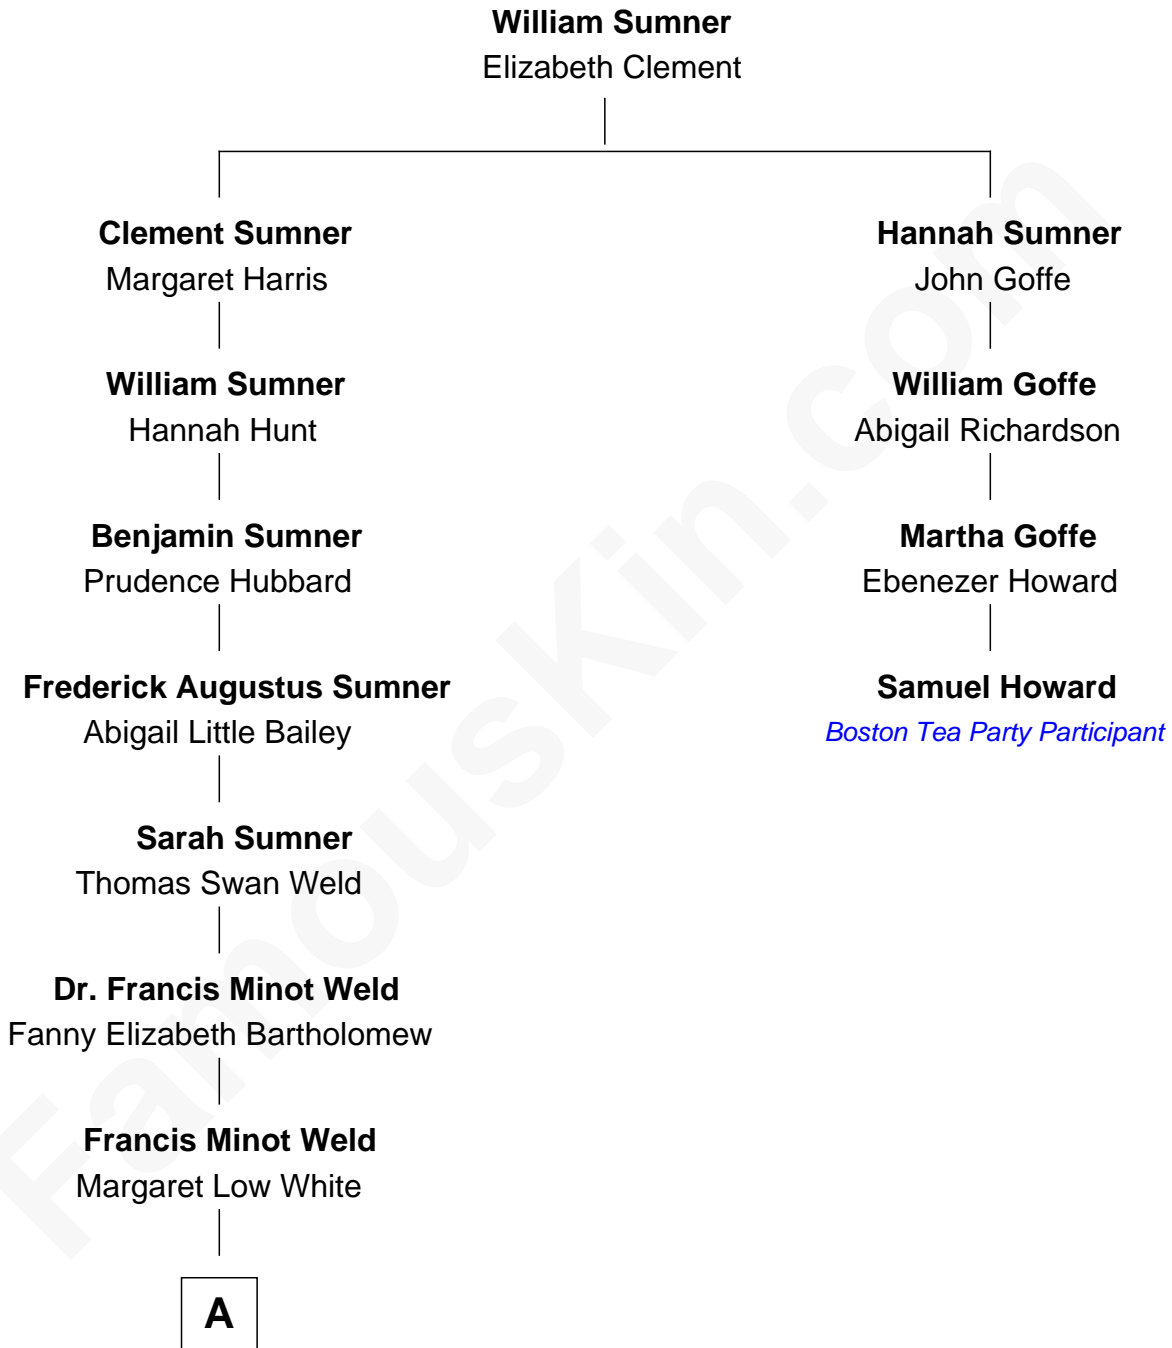 William Sumner
Elizabeth Clement
Clement Sumner
Margaret Harris
Hannah Sumner
John Goffe
William Sumner
Hannah Hunt
William Goffe
Abigail Richardson
Benjamin Sumner
Prudence Hubbard
Martha Goffe
Ebenezer Howard
Frederick Augustus Sumner
Abigail Little Bailey
Samuel Howard
Boston Tea Party Participant
Sarah Sumner
Thomas Swan Weld
Dr. Francis Minot Weld
Fanny Elizabeth Bartholomew
Francis Minot Weld
Margaret Low White
A
FamousKin.com